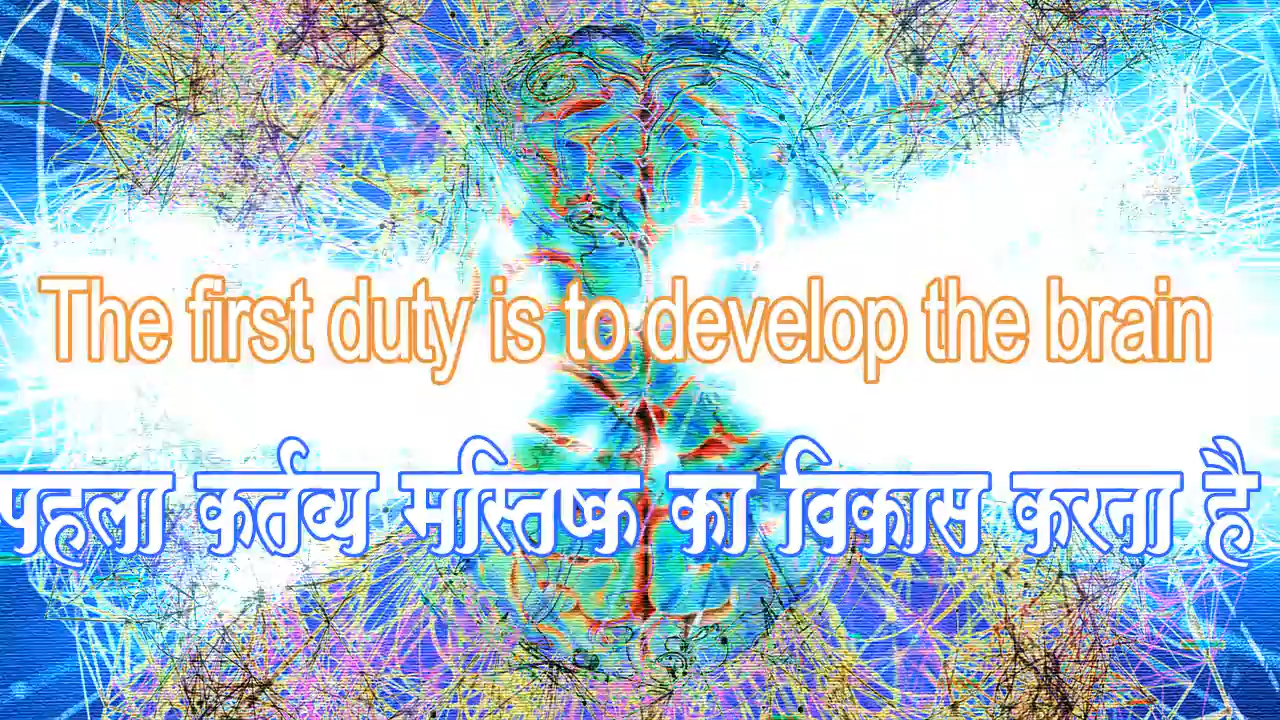 The first duty is to develop the brain
पहला कर्तव्य मस्तिष्क का विकास करता है